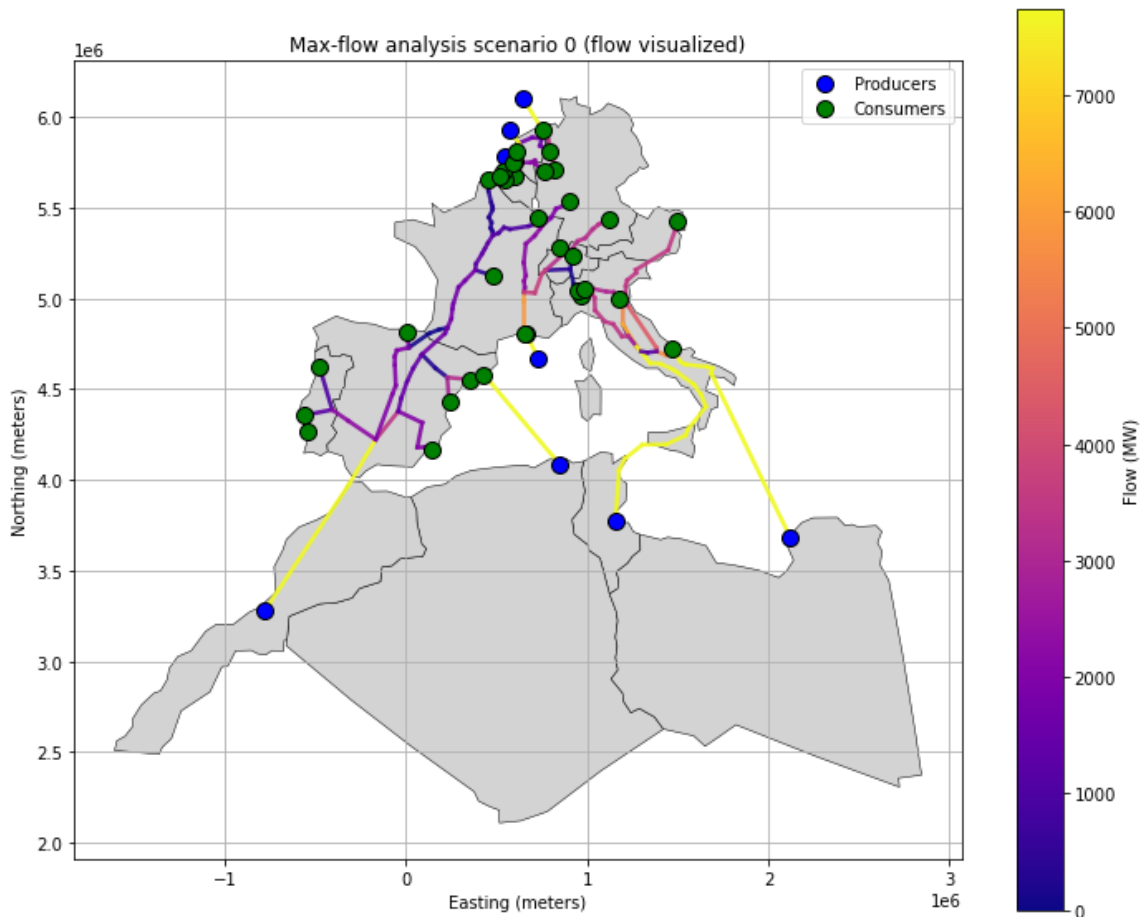 Max-flow analysis scenario 0 (flow visualized)
1e6
Producers
Consumers
6.0
5.5
5.0
4.5
4.0
3.5
3.0
2.5
2.0
Northing (meters)
−1
0
1
2
3
1e6
Easting (meters)
7000
6000
5000
4000
3000
2000
1000
0
Flow (MW)